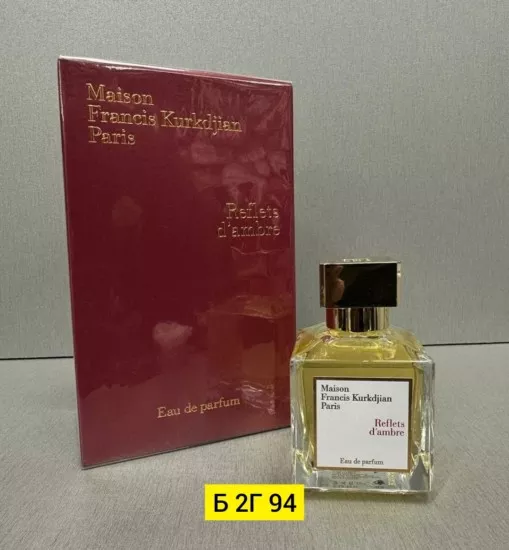 Maison
Francis Kurkdjian
Paris
Reflets
d'ambre
Eau de parfum
Maison
Francis Kurkdjian
Paris
Reflets
d'ambre
Eau de parfum
Б 2Г 94